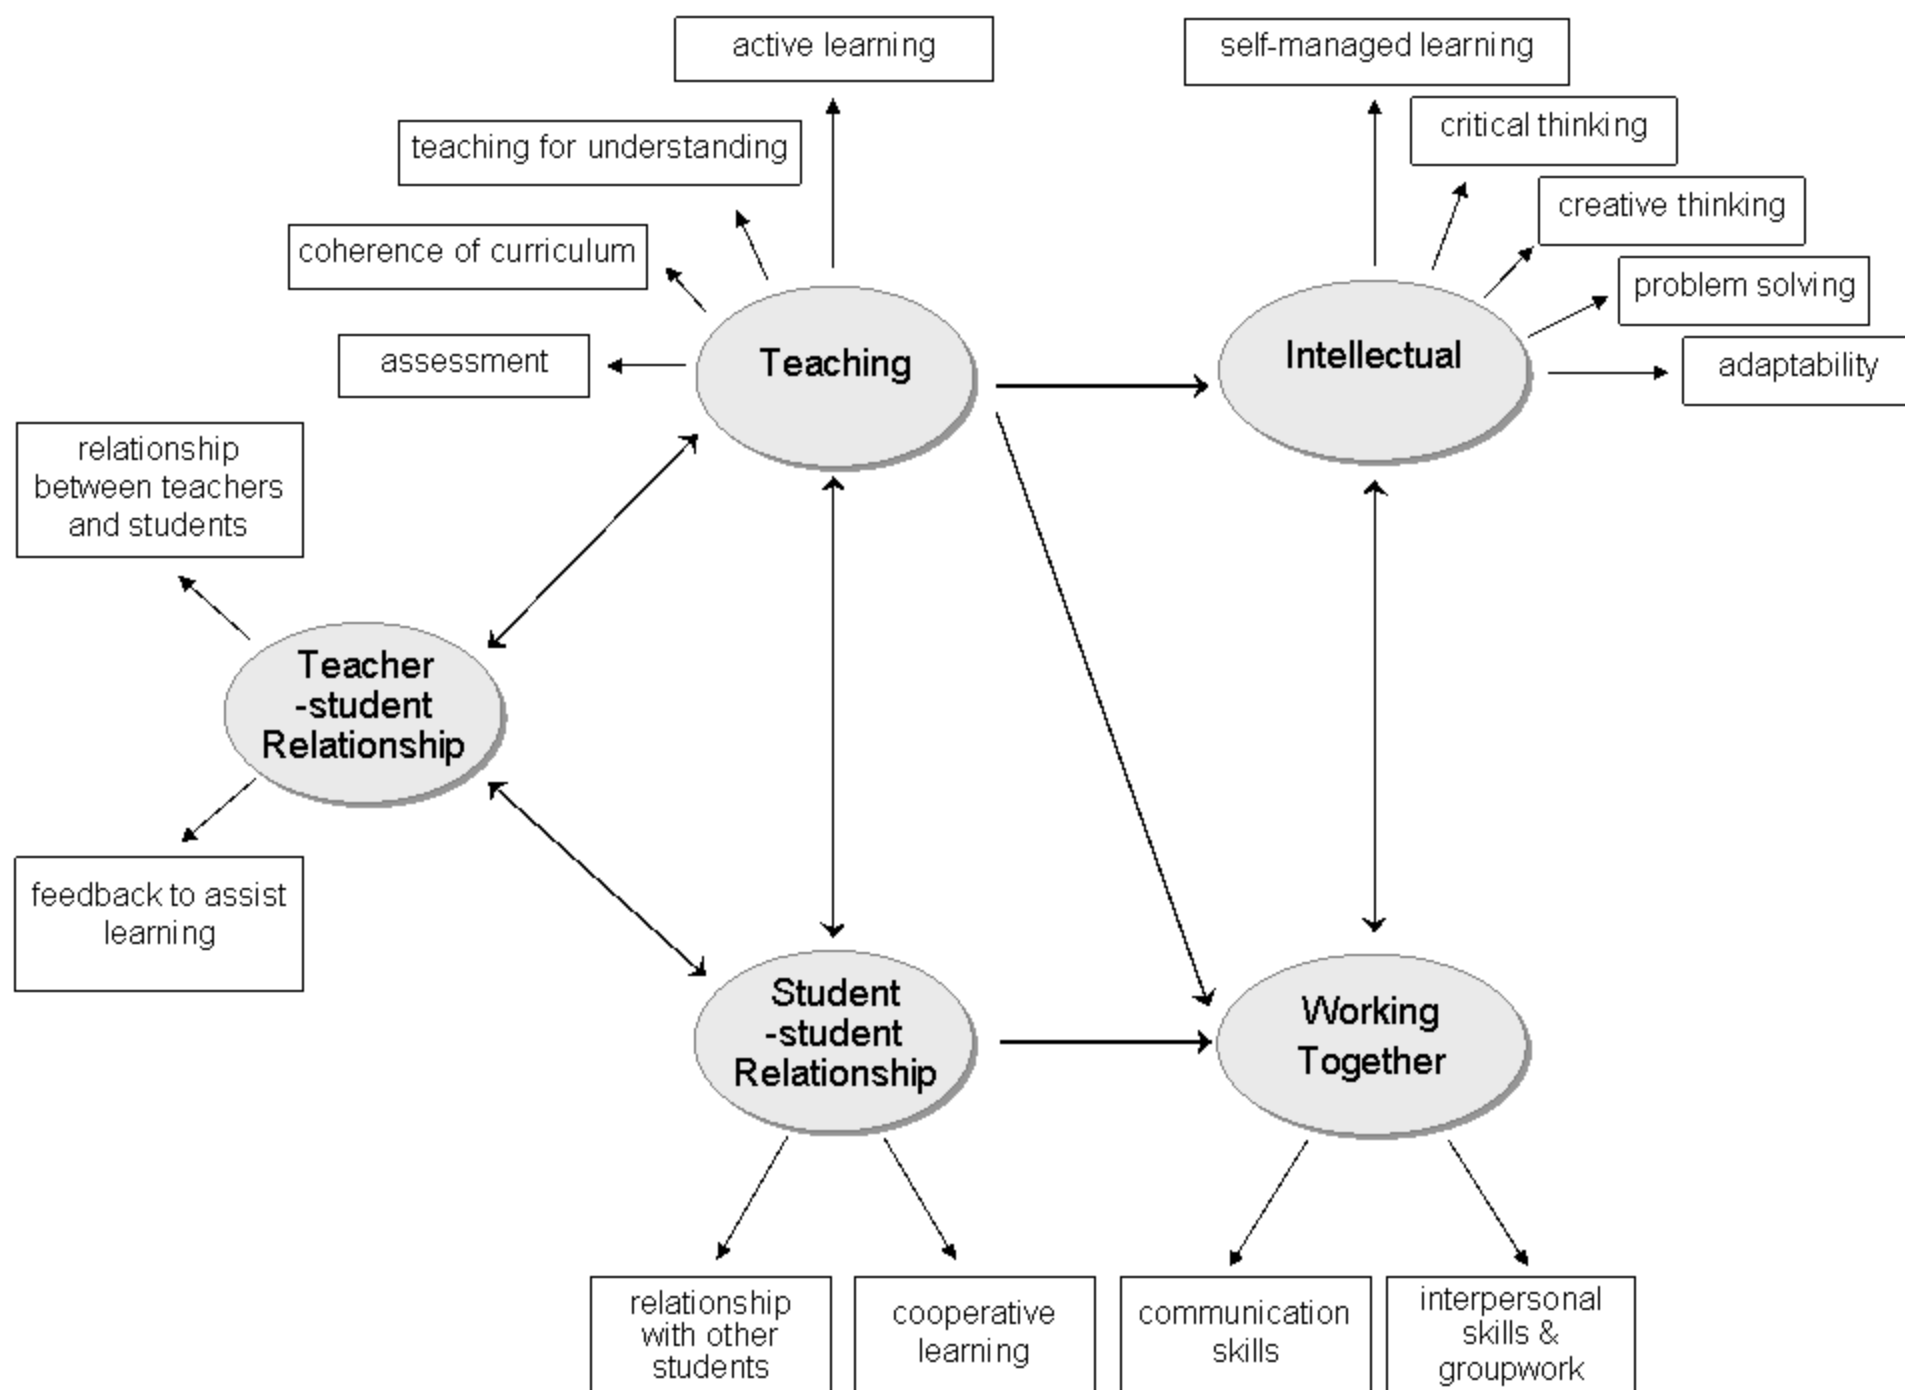 active learning
self-managed learning
critical thinking
teaching for understanding
creative thinking
coherence of curriculum
problem solving
assessment
Teaching
Intellectual
adaptability
relationship
between teachers
and students
Teacher
-student
Relationship
feedback to assist
learning
Student
-student
Relationship
Working
Together
relationship
with other
students
cooperative
learning
communication
skills
interpersonal
skills &
groupwork